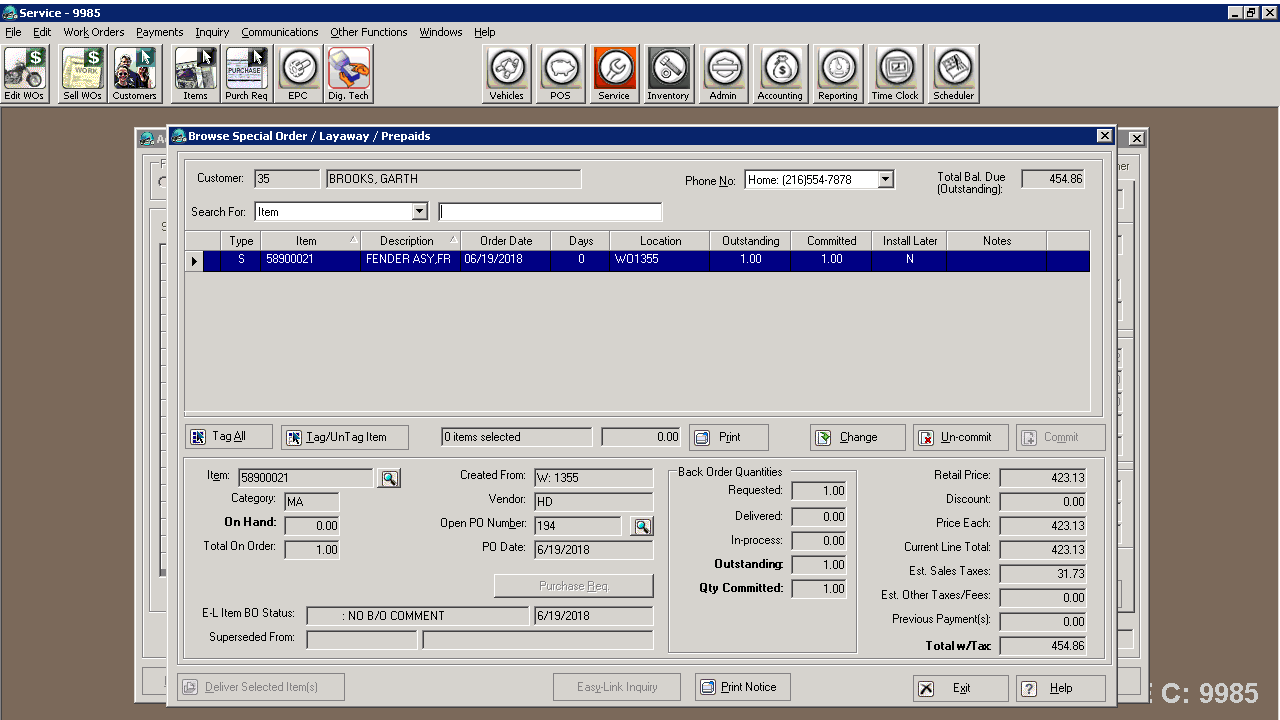 Service - 9985
File Edit Work Orders Payments Inquiry Communications Other Functions Windows Help
WORK PURCHASE
Edit WOs Sell WOs Customers Items Purch Req EPC Dig. Tech Vehicles POS Service Inventory Admin Accounting Reporting Time Clock Scheduler
Browse Special Order / Layaway / Prepaids
Customer: 35 BROOKS, GARTH Phone No: Home: (216)554-7878 Total Bal. Due (Outstanding): 454.86
Search For: Item
Type Item Description Order Date Days Location Outstanding Committed Install Later Notes
S 58900021 FENDER ASY,FR 06/19/2018 0 WO1355 1.00 1.00 N
Tag All Tag/UnTag Item 0 items selected 0.00 Print Change Un-commit Commit
Item: 58900021 Created From: W: 1355 Back Order Quantities Retail Price: 423.13
Category: MA Vendor: HD Requested: 1.00 Discount: 0.00
On Hand: 0.00 Open PO Number: 194 Delivered: 0.00 Price Each: 423.13
Total On Order: 1.00 PO Date: 6/19/2018 In-process: 0.00 Current Line Total: 423.13
Outstanding: 1.00 Est. Sales Taxes: 31.73
Purchase Req. Qty Committed: 1.00 Est. Other Taxes/Fees: 0.00
E-L Item BO Status: : NO B/O COMMENT 6/19/2018 Previous Payment(s): 0.00
Superseded From: Total w/Tax: 454.86
Deliver Selected Item(s) Easy-Link Inquiry Print Notice Exit Help
C: 9985